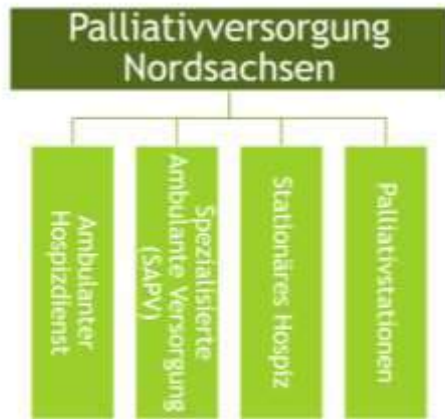 Palliativversorgung
Nordsachsen
Ambulanter
Hospizdienst
Spezialisierte
Ambulante Versorgung
(SAPV)
Stationäres Hospiz
Palliativstationen